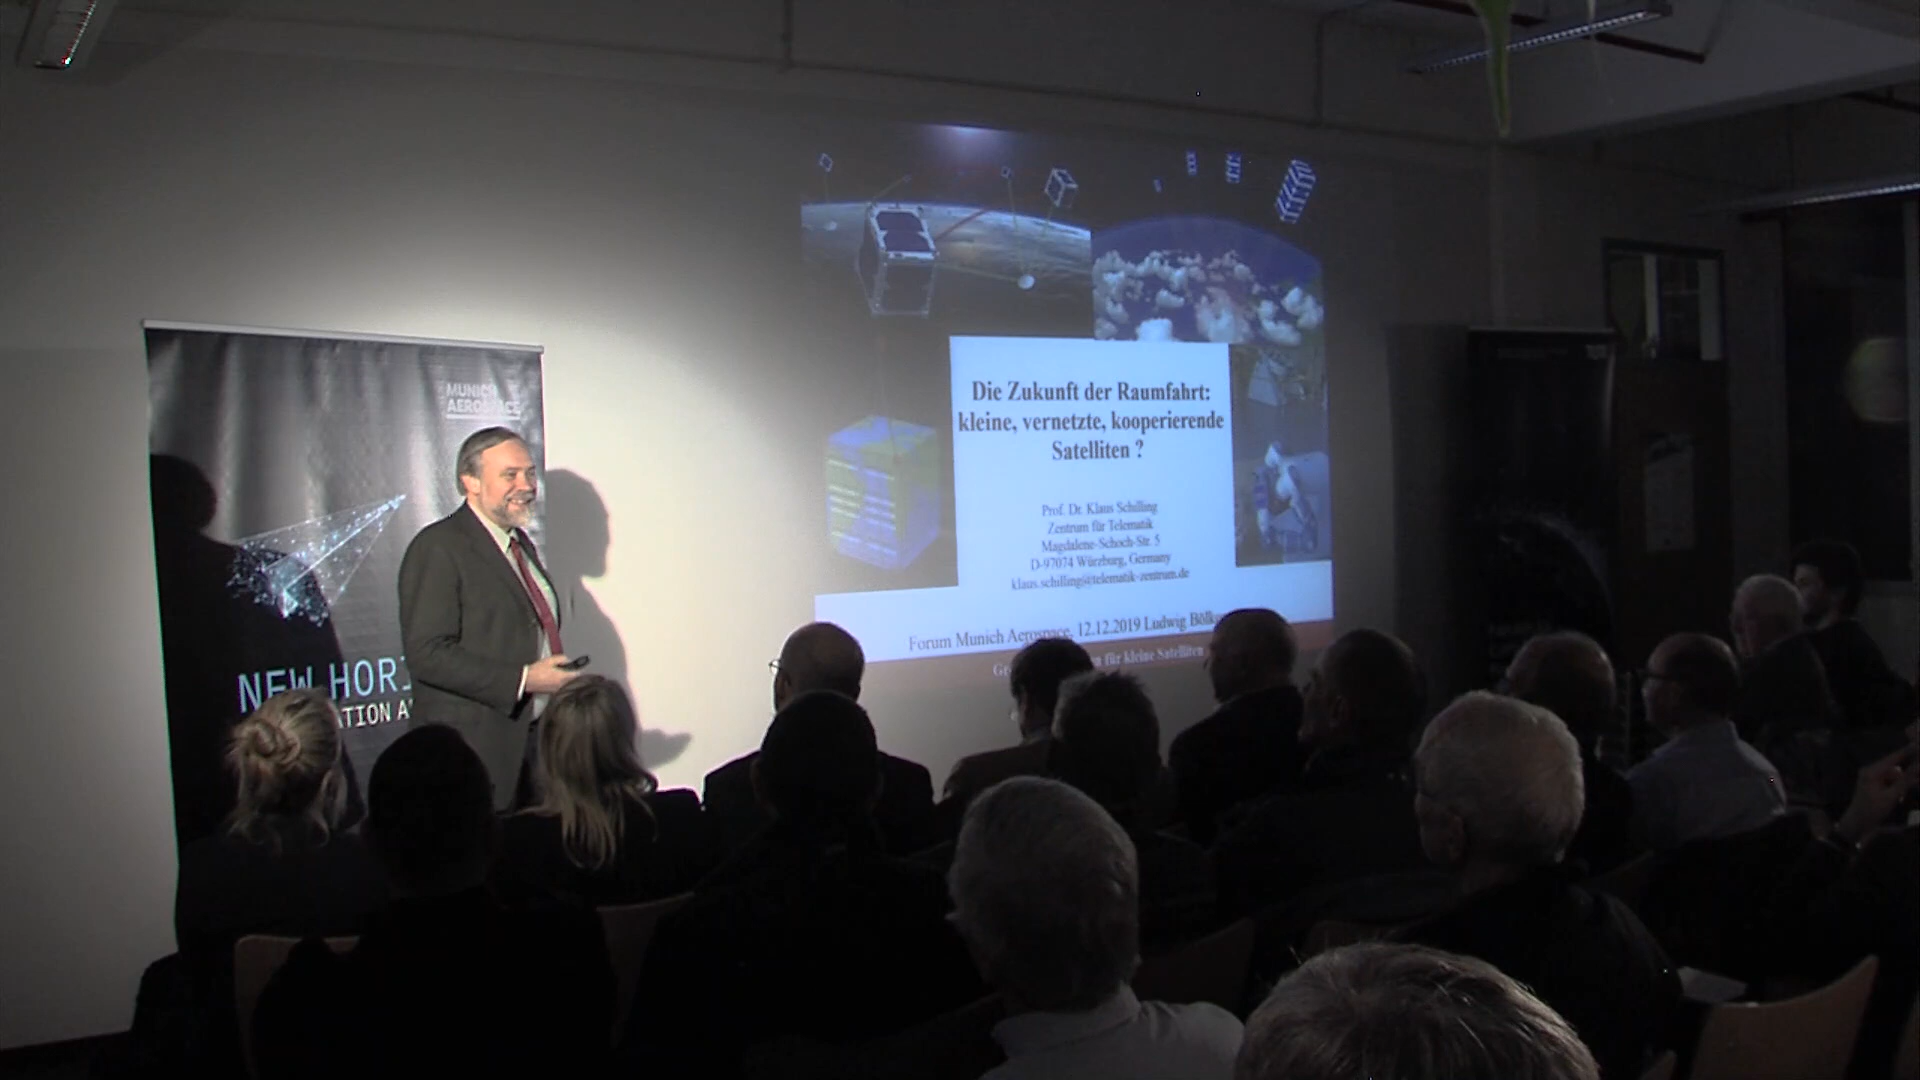 MUNICH
AEROSPACE
NEW HORI
ATION A
Die Zukunft der Raumfahrt:
kleine, vernetzte, kooperierende
Satelliten ?
Prof. Dr. Klaus Schilling
Zentrum für Telematik
Magdalene-Schoch-Str. 5
D-97074 Würzburg, Germany
klaus.schilling@telematik-zentrum.de
Forum Munich Aerospace, 12.12.2019 Ludwig Bölk
für kleine Satelliten